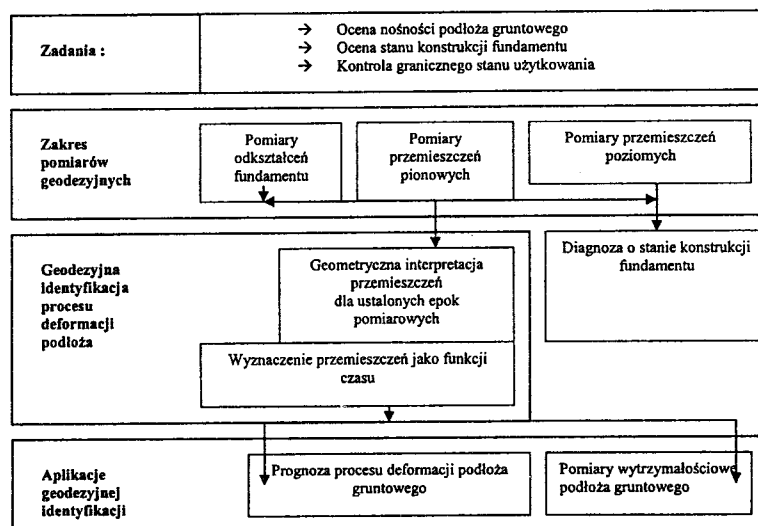 Zadania :
→ Ocena nośności podłoża gruntowego
→ Ocena stanu konstrukcji fundamentu
→ Kontrola granicznego stanu użytkowania
Zakres
pomiarów
geodezyjnych
Pomiary
odkształceń
fundamentu
Pomiary
przemieszczeń
pionowych
Pomiary przemieszczeń
poziomych
Geodezyjna
identyfikacja
procesu
deformacji
podłoża
Geometryczna interpretacja
przemieszczeń
dla ustalonych epok
pomiarowych
Diagnoza o stanie konstrukcji
fundamentu
Wyznaczenie przemieszczeń jako funkcji
czasu
Aplikacje
geodezyjnej
identyfikacji
Prognoza procesu deformacji podłoża
gruntowego
Pomiary wytrzymałościowe
podłoża gruntowego